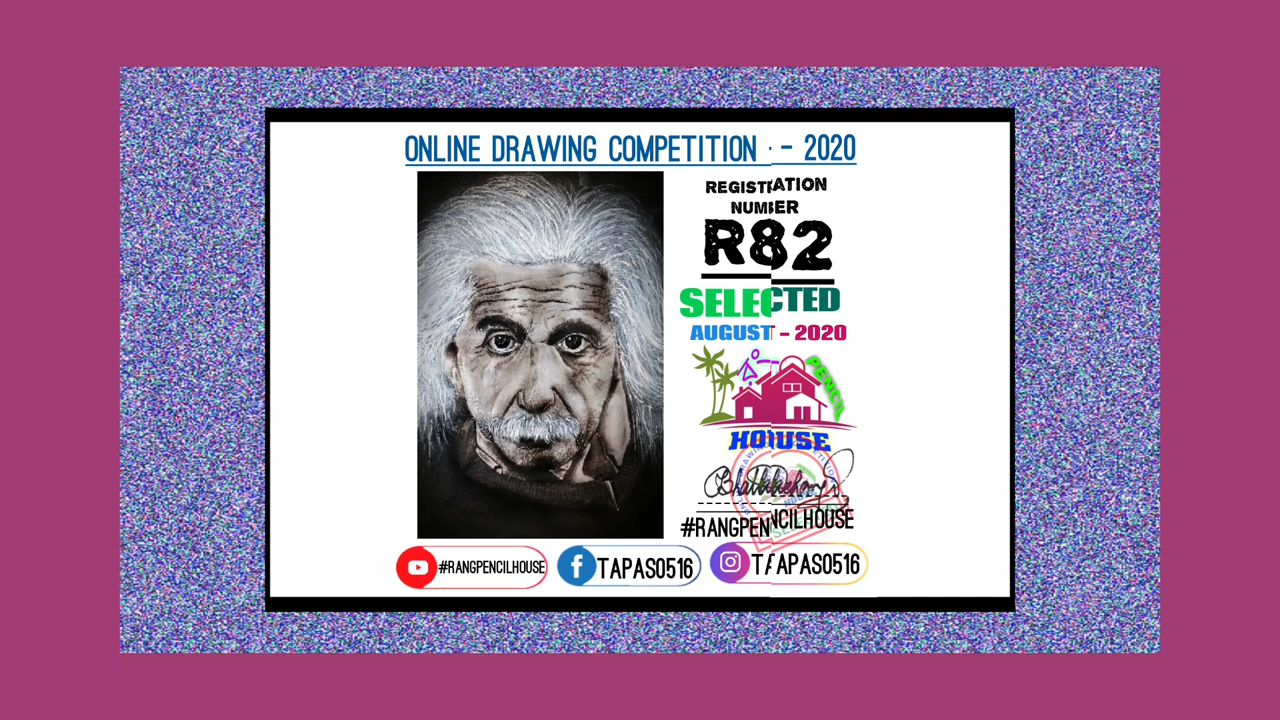 ONLINE DRAWING COMPETITION - 2020
REGISTRATION
NUMBER
R82
SELECTED
AUGUST - 2020
PENCIL
HOUSE
#RANGPENCILHOUSE
#RANGPENCILHOUSE
TAPAS0516
TAPAS0516